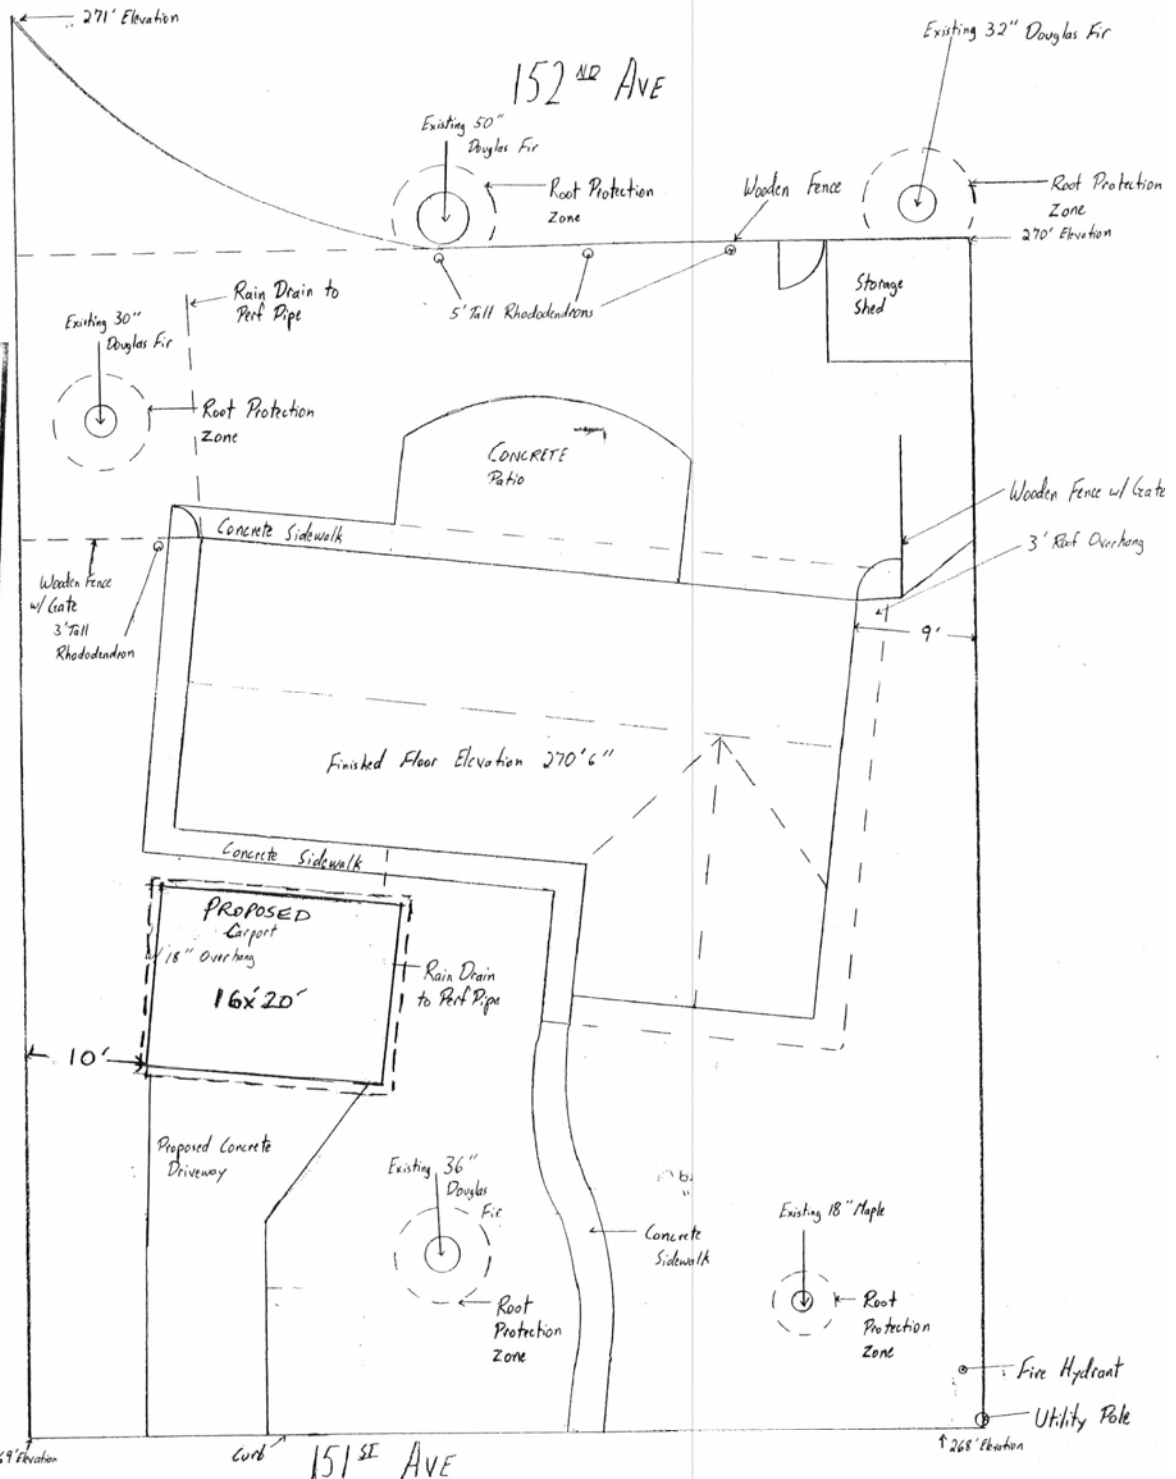 271' Elevation
Existing 32" Douglas Fir
152ND AVE
Existing 50"
Douglas Fir
Root Protection
Zone
Wooden Fence
Root Protection
Zone
270' Elevation
Rain Drain to
Perf Pipe
5' Tall Rhododendrons
Storage
Shed
Existing 30"
Douglas Fir
Root Protection
Zone
CONCRETE
Patio
Wooden Fence w/ Gate
Concrete Sidewalk
3' Roof Overhang
Wooden Fence
w/ Gate
3' Tall
Rhododendron
9'
Finished Floor Elevation 270'6"
Concrete Sidewalk
PROPOSED
Carport
w/ 18" Overhang
16'x20'
Rain Drain
to Perf Pipe
10'
Proposed Concrete
Driveway
Existing 36"
Douglas
Fir
Root
Protection
Zone
Concrete
Sidewalk
Existing 18" Maple
Root
Protection
Zone
Fire Hydrant
Utility Pole
69' Elevation
Curb
151ST AVE
268' Elevation